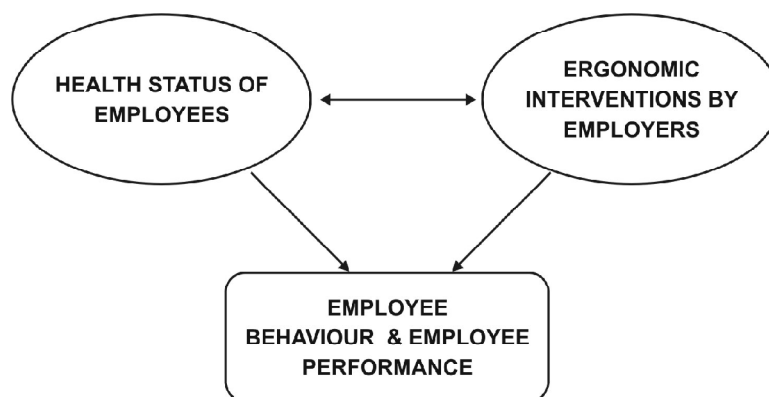 HEALTH STATUS OF
EMPLOYEES
ERGONOMIC
INTERVENTIONS BY
EMPLOYERS
EMPLOYEE
BEHAVIOUR & EMPLOYEE
PERFORMANCE